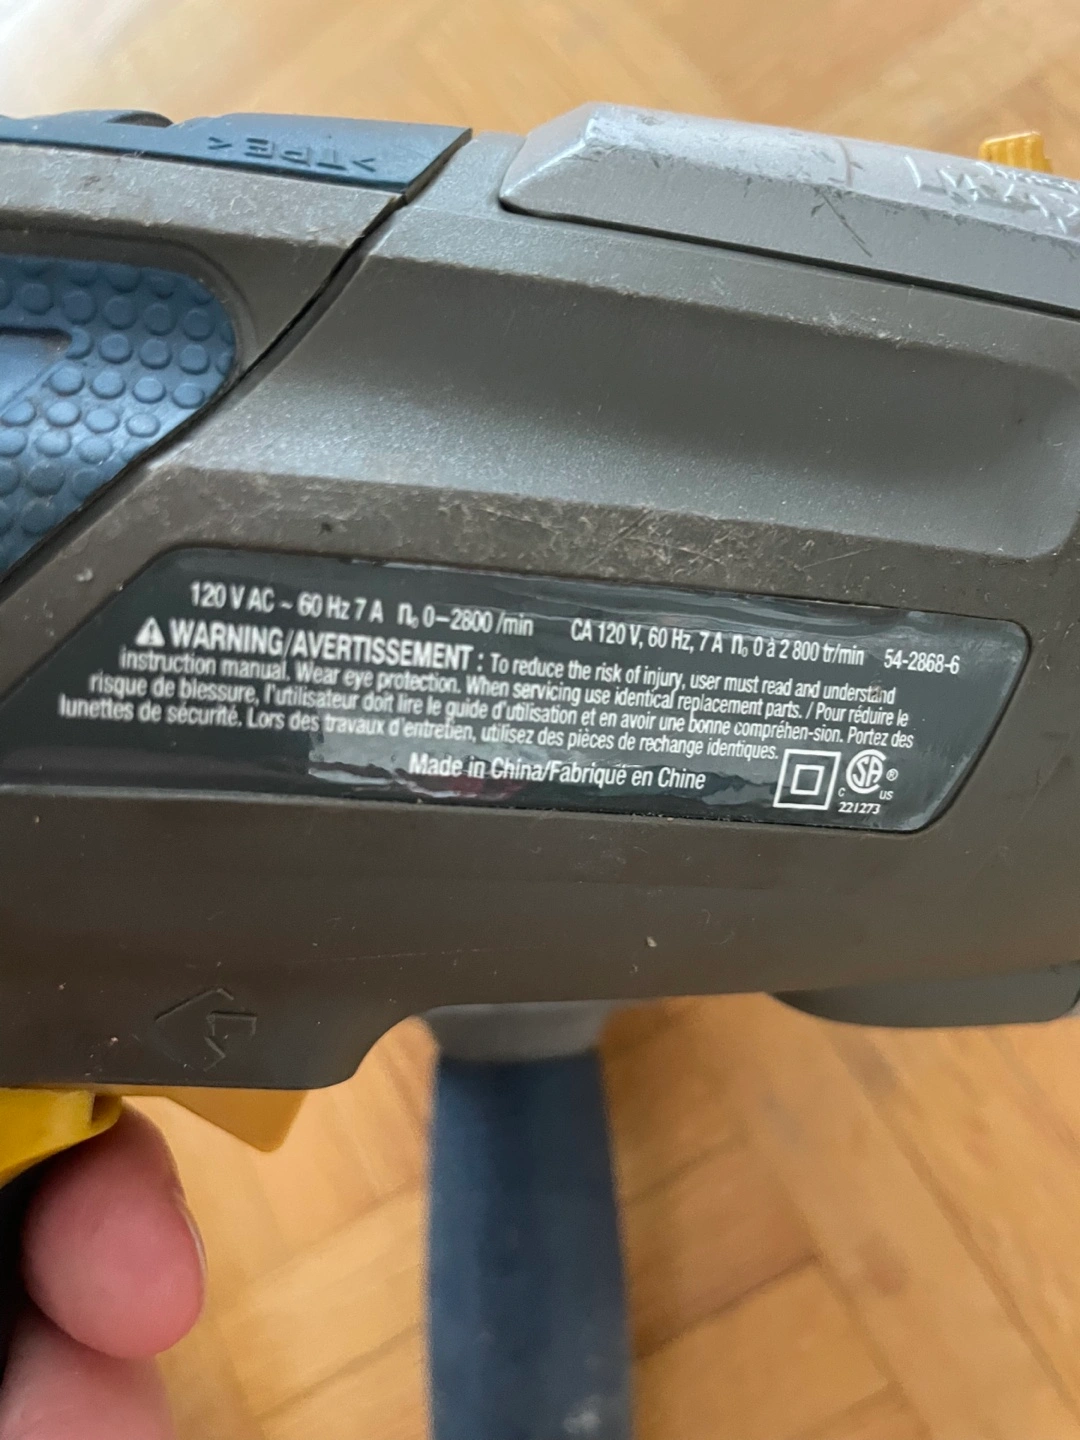 >TPE<
120 V AC ~ 60 Hz 7 A n₀ 0–2800 /min CA 120 V, 60 Hz, 7 A n₀ 0 à 2 800 tr/min 54-2868-6
WARNING/AVERTISSEMENT : To reduce the risk of injury, user must read and understand
instruction manual. Wear eye protection. When servicing use identical replacement parts. / Pour réduire le
risque de blessure, l'utilisateur doit lire le guide d'utilisation et en avoir une bonne compréhen-sion. Portez des
lunettes de sécurité. Lors des travaux d'entretien, utilisez des pièces de rechange identiques.
Made in China/Fabriqué en Chine
SA ®
C US
221273